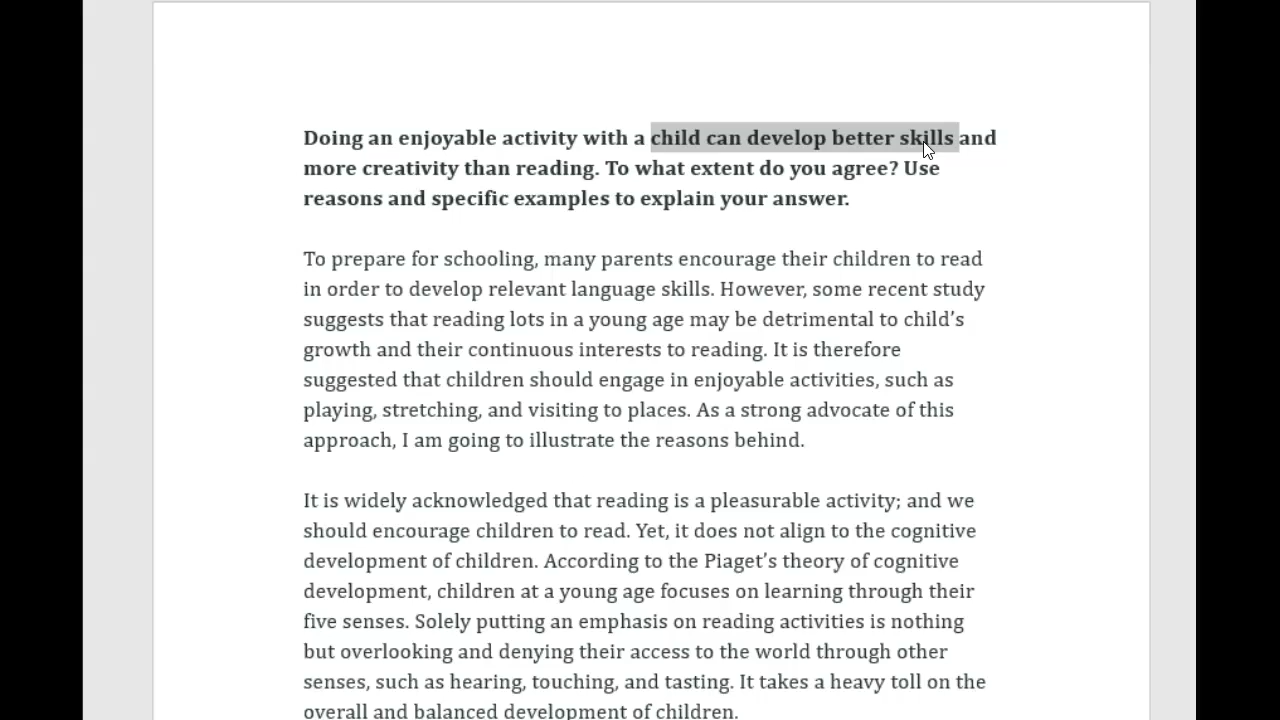 Doing an enjoyable activity with a child can develop better skills and
more creativity than reading. To what extent do you agree? Use
reasons and specific examples to explain your answer.
To prepare for schooling, many parents encourage their children to read
in order to develop relevant language skills. However, some recent study
suggests that reading lots in a young age may be detrimental to child’s
growth and their continuous interests to reading. It is therefore
suggested that children should engage in enjoyable activities, such as
playing, stretching, and visiting to places. As a strong advocate of this
approach, I am going to illustrate the reasons behind.
It is widely acknowledged that reading is a pleasurable activity; and we
should encourage children to read. Yet, it does not align to the cognitive
development of children. According to the Piaget’s theory of cognitive
development, children at a young age focuses on learning through their
five senses. Solely putting an emphasis on reading activities is nothing
but overlooking and denying their access to the world through other
senses, such as hearing, touching, and tasting. It takes a heavy toll on the
overall and balanced development of children.